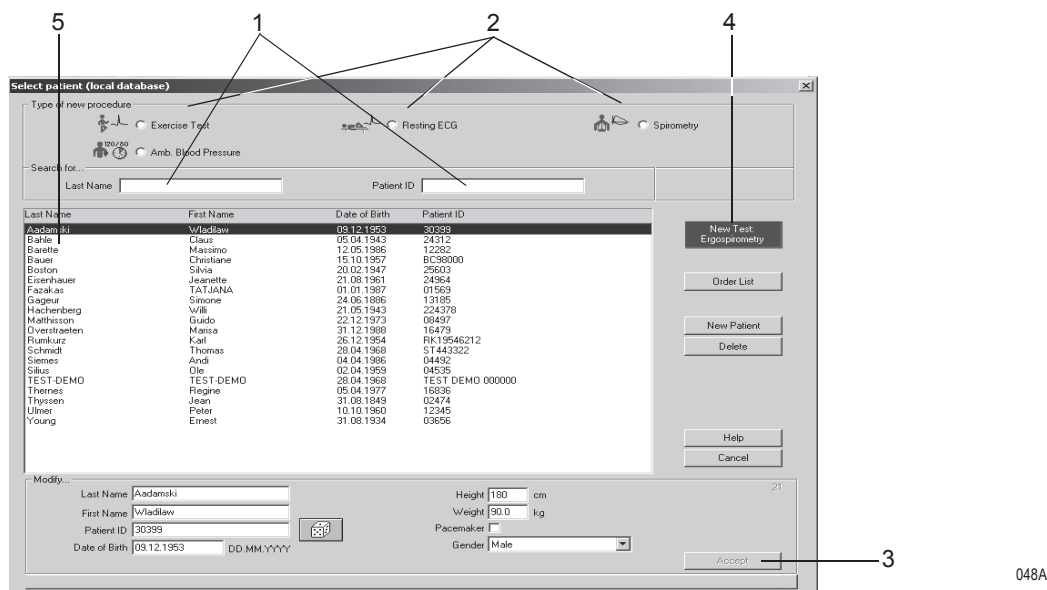 5 1 2 4
Select patient (local database)
Type of new procedure
Exercise Test Resting ECG Spirometry
120/80 Amb. Blood Pressure
Search for...
Last Name Patient ID
Last Name First Name Date of Birth Patient ID
Aadamski Wladilaw 09.12.1953 30399
Bahle Claus 05.04.1943 24312
Barette Massimo 12.05.1986 12282
Bauer Christiane 15.10.1957 BC98000
Boston Silvia 20.02.1947 25603
Eisenhauer Jeanette 21.08.1961 24964
Fazakas TATJANA 01.01.1987 01569
Gageur Simone 24.06.1886 13185
Hachenberg Willi 21.05.1943 224378
Matthisson Guido 22.12.1973 08497
Overstraeten Marisa 31.12.1988 16479
Rumkurz Karl 26.12.1954 RK19546212
Schmidt Thomas 28.04.1968 ST443322
Siemes Andi 04.04.1986 04492
Silius Ole 02.04.1959 04535
TEST-DEMO TEST-DEMO 28.04.1968 TEST DEMO 000000
Thernes Regine 05.04.1977 16836
Thyssen Jean 31.08.1849 02474
Ulmer Peter 10.10.1960 12345
Young Ernest 31.08.1934 03656
New Test:
Ergospirometry
Order List
New Patient
Delete
Help
Cancel
Modify...
21
Last Name Aadamski Height 180 cm
First Name Wladilaw Weight 90.0 kg
Patient ID 30399 Pacemaker
Date of Birth 09.12.1953 DD.MM.YYYY Gender Male
Accept 3
048A